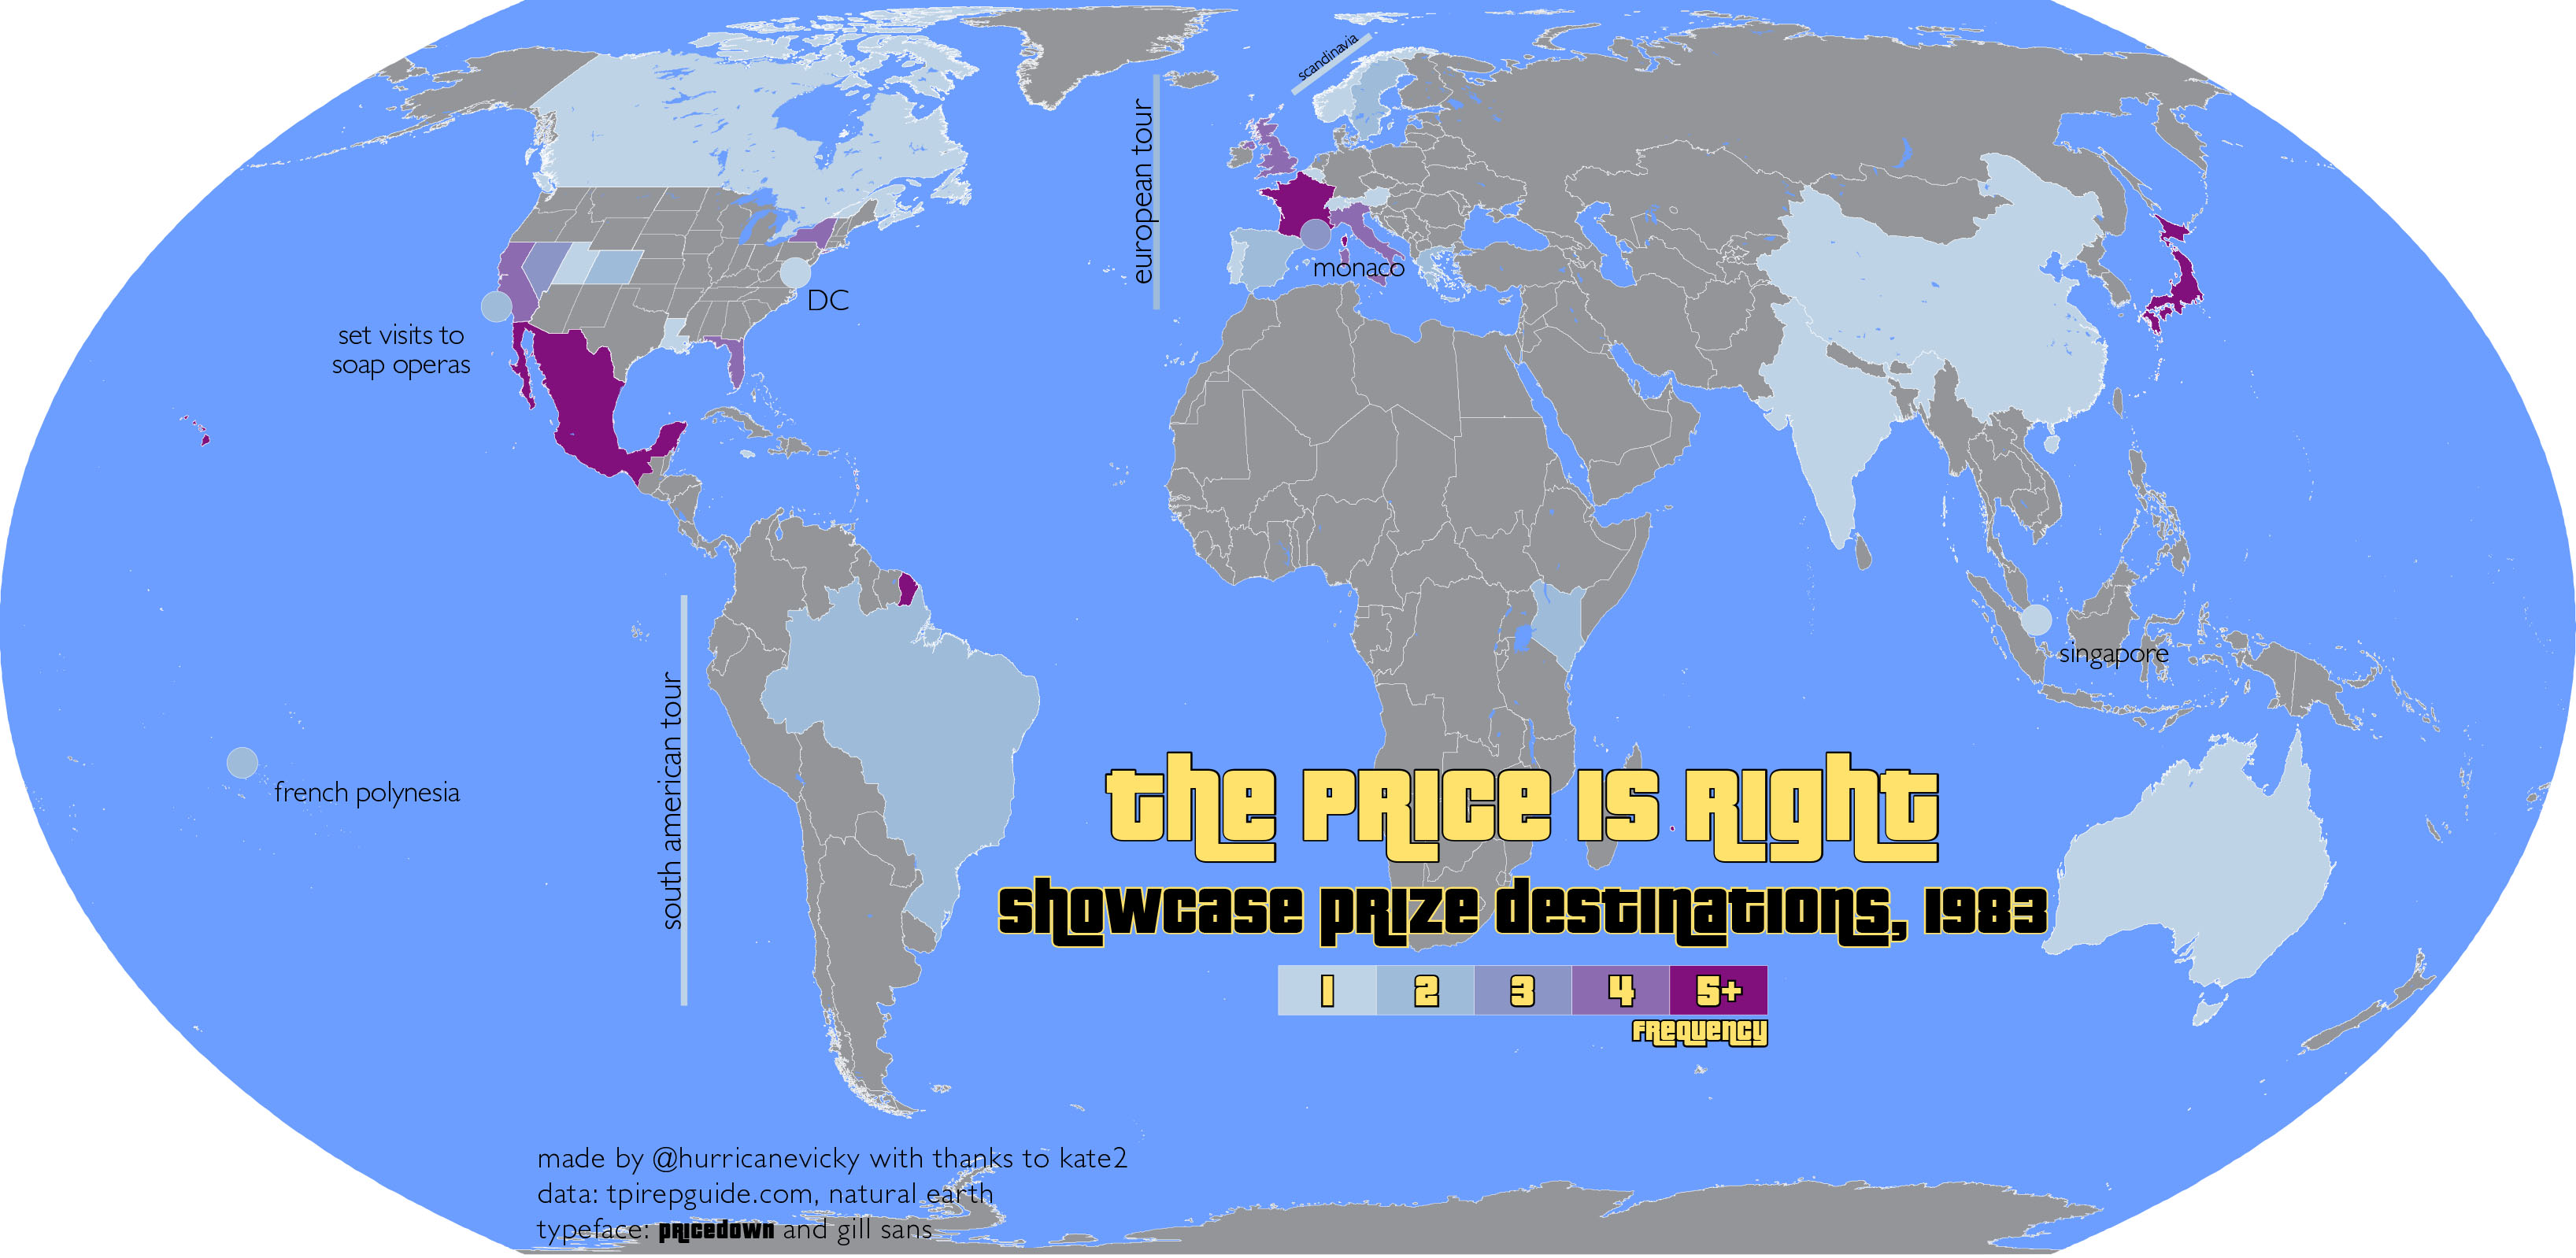 scandinavia
european tour
monaco
DC
set visits to
soap operas
singapore
french polynesia
south american tour
the price is right
showcase prize destinations, 1983
1 2 3 4 5+
frequency
made by @hurricanevicky with thanks to kate2
data: tpirepguide.com, natural earth
typeface: pricedown and gill sans